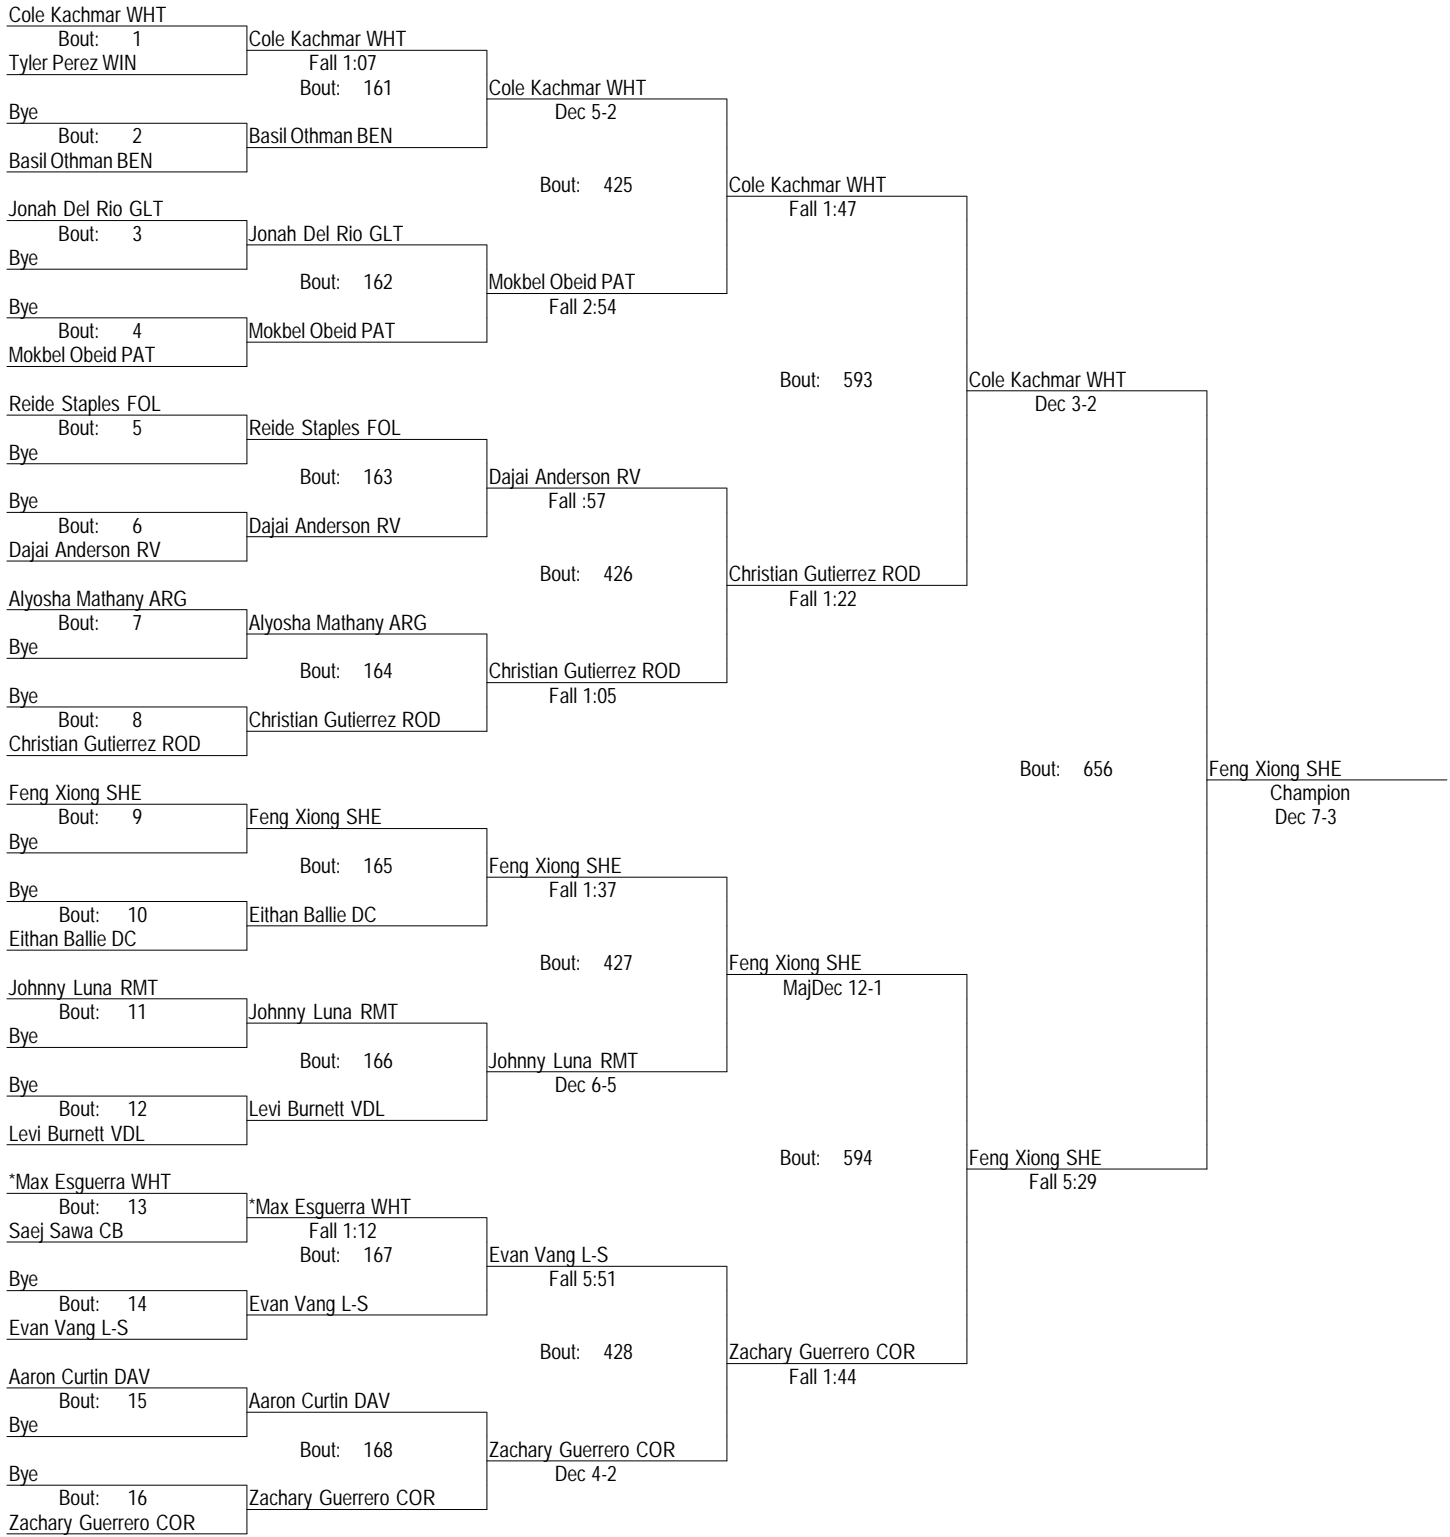 Cole Kachmar WHT
Bout: 1
Tyler Perez WIN
Bye
Bout: 2
Basil Othman BEN
Jonah Del Rio GLT
Bout: 3
Bye
Bye
Bout: 4
Mokbel Obeid PAT
Reide Staples FOL
Bout: 5
Bye
Bye
Bout: 6
Dajai Anderson RV
Alyosha Mathany ARG
Bout: 7
Bye
Bye
Bout: 8
Christian Gutierrez ROD
Feng Xiong SHE
Bout: 9
Bye
Bye
Bout: 10
Eithan Ballie DC
Johnny Luna RMT
Bout: 11
Bye
Bye
Bout: 12
Levi Burnett VDL
*Max Esguerra WHT
Bout: 13
Saej Sawa CB
Bye
Bout: 14
Evan Vang L-S
Aaron Curtin DAV
Bout: 15
Bye
Bye
Bout: 16
Zachary Guerrero COR
Cole Kachmar WHT
Fall 1:07
Bout: 161
Basil Othman BEN
Jonah Del Rio GLT
Bout: 162
Mokbel Obeid PAT
Reide Staples FOL
Bout: 163
Dajai Anderson RV
Alyosha Mathany ARG
Bout: 164
Christian Gutierrez ROD
Feng Xiong SHE
Bout: 165
Eithan Ballie DC
Johnny Luna RMT
Bout: 166
Levi Burnett VDL
*Max Esguerra WHT
Fall 1:12
Bout: 167
Evan Vang L-S
Aaron Curtin DAV
Bout: 168
Zachary Guerrero COR
Cole Kachmar WHT
Dec 5-2
Bout: 425
Mokbel Obeid PAT
Fall 2:54
Dajai Anderson RV
Fall :57
Bout: 426
Christian Gutierrez ROD
Fall 1:05
Feng Xiong SHE
Fall 1:37
Bout: 427
Johnny Luna RMT
Dec 6-5
Evan Vang L-S
Fall 5:51
Bout: 428
Zachary Guerrero COR
Dec 4-2
Cole Kachmar WHT
Fall 1:47
Bout: 593
Christian Gutierrez ROD
Fall 1:22
Feng Xiong SHE
MajDec 12-1
Bout: 594
Zachary Guerrero COR
Fall 1:44
Cole Kachmar WHT
Dec 3-2
Bout: 656
Feng Xiong SHE
Fall 5:29
Feng Xiong SHE
Champion
Dec 7-3